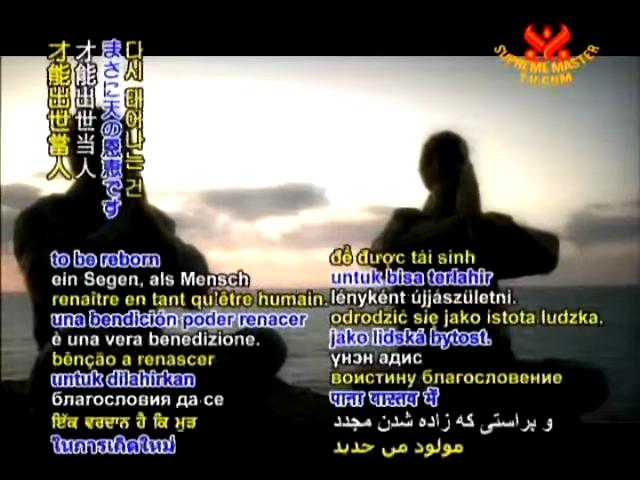 SUPREME MASTER
TV.COM
다시 태어나는 건
まさに天の恩恵です
才能出世当人
才能出世當人
to be reborn
ein Segen, als Mensch
renaître en tant qu'être humain.
una bendición poder renacer
è una vera benedizione.
bênção a renascer
untuk dilahirkan
благословия да се
ਇੱਕ ਵਰਦਾਨ ਹੈ ਕਿ ਮੁੜ
ในการเกิดใหม่
để được tái sinh
untuk bisa terlahir
lényként újjászületni.
odrodzić się jako istota ludzka.
jako lidská bytost.
үнэн адис
воистину благословение
पाना वास्तव में
و براستی که زاده شدن مجدد
مولود من جديد